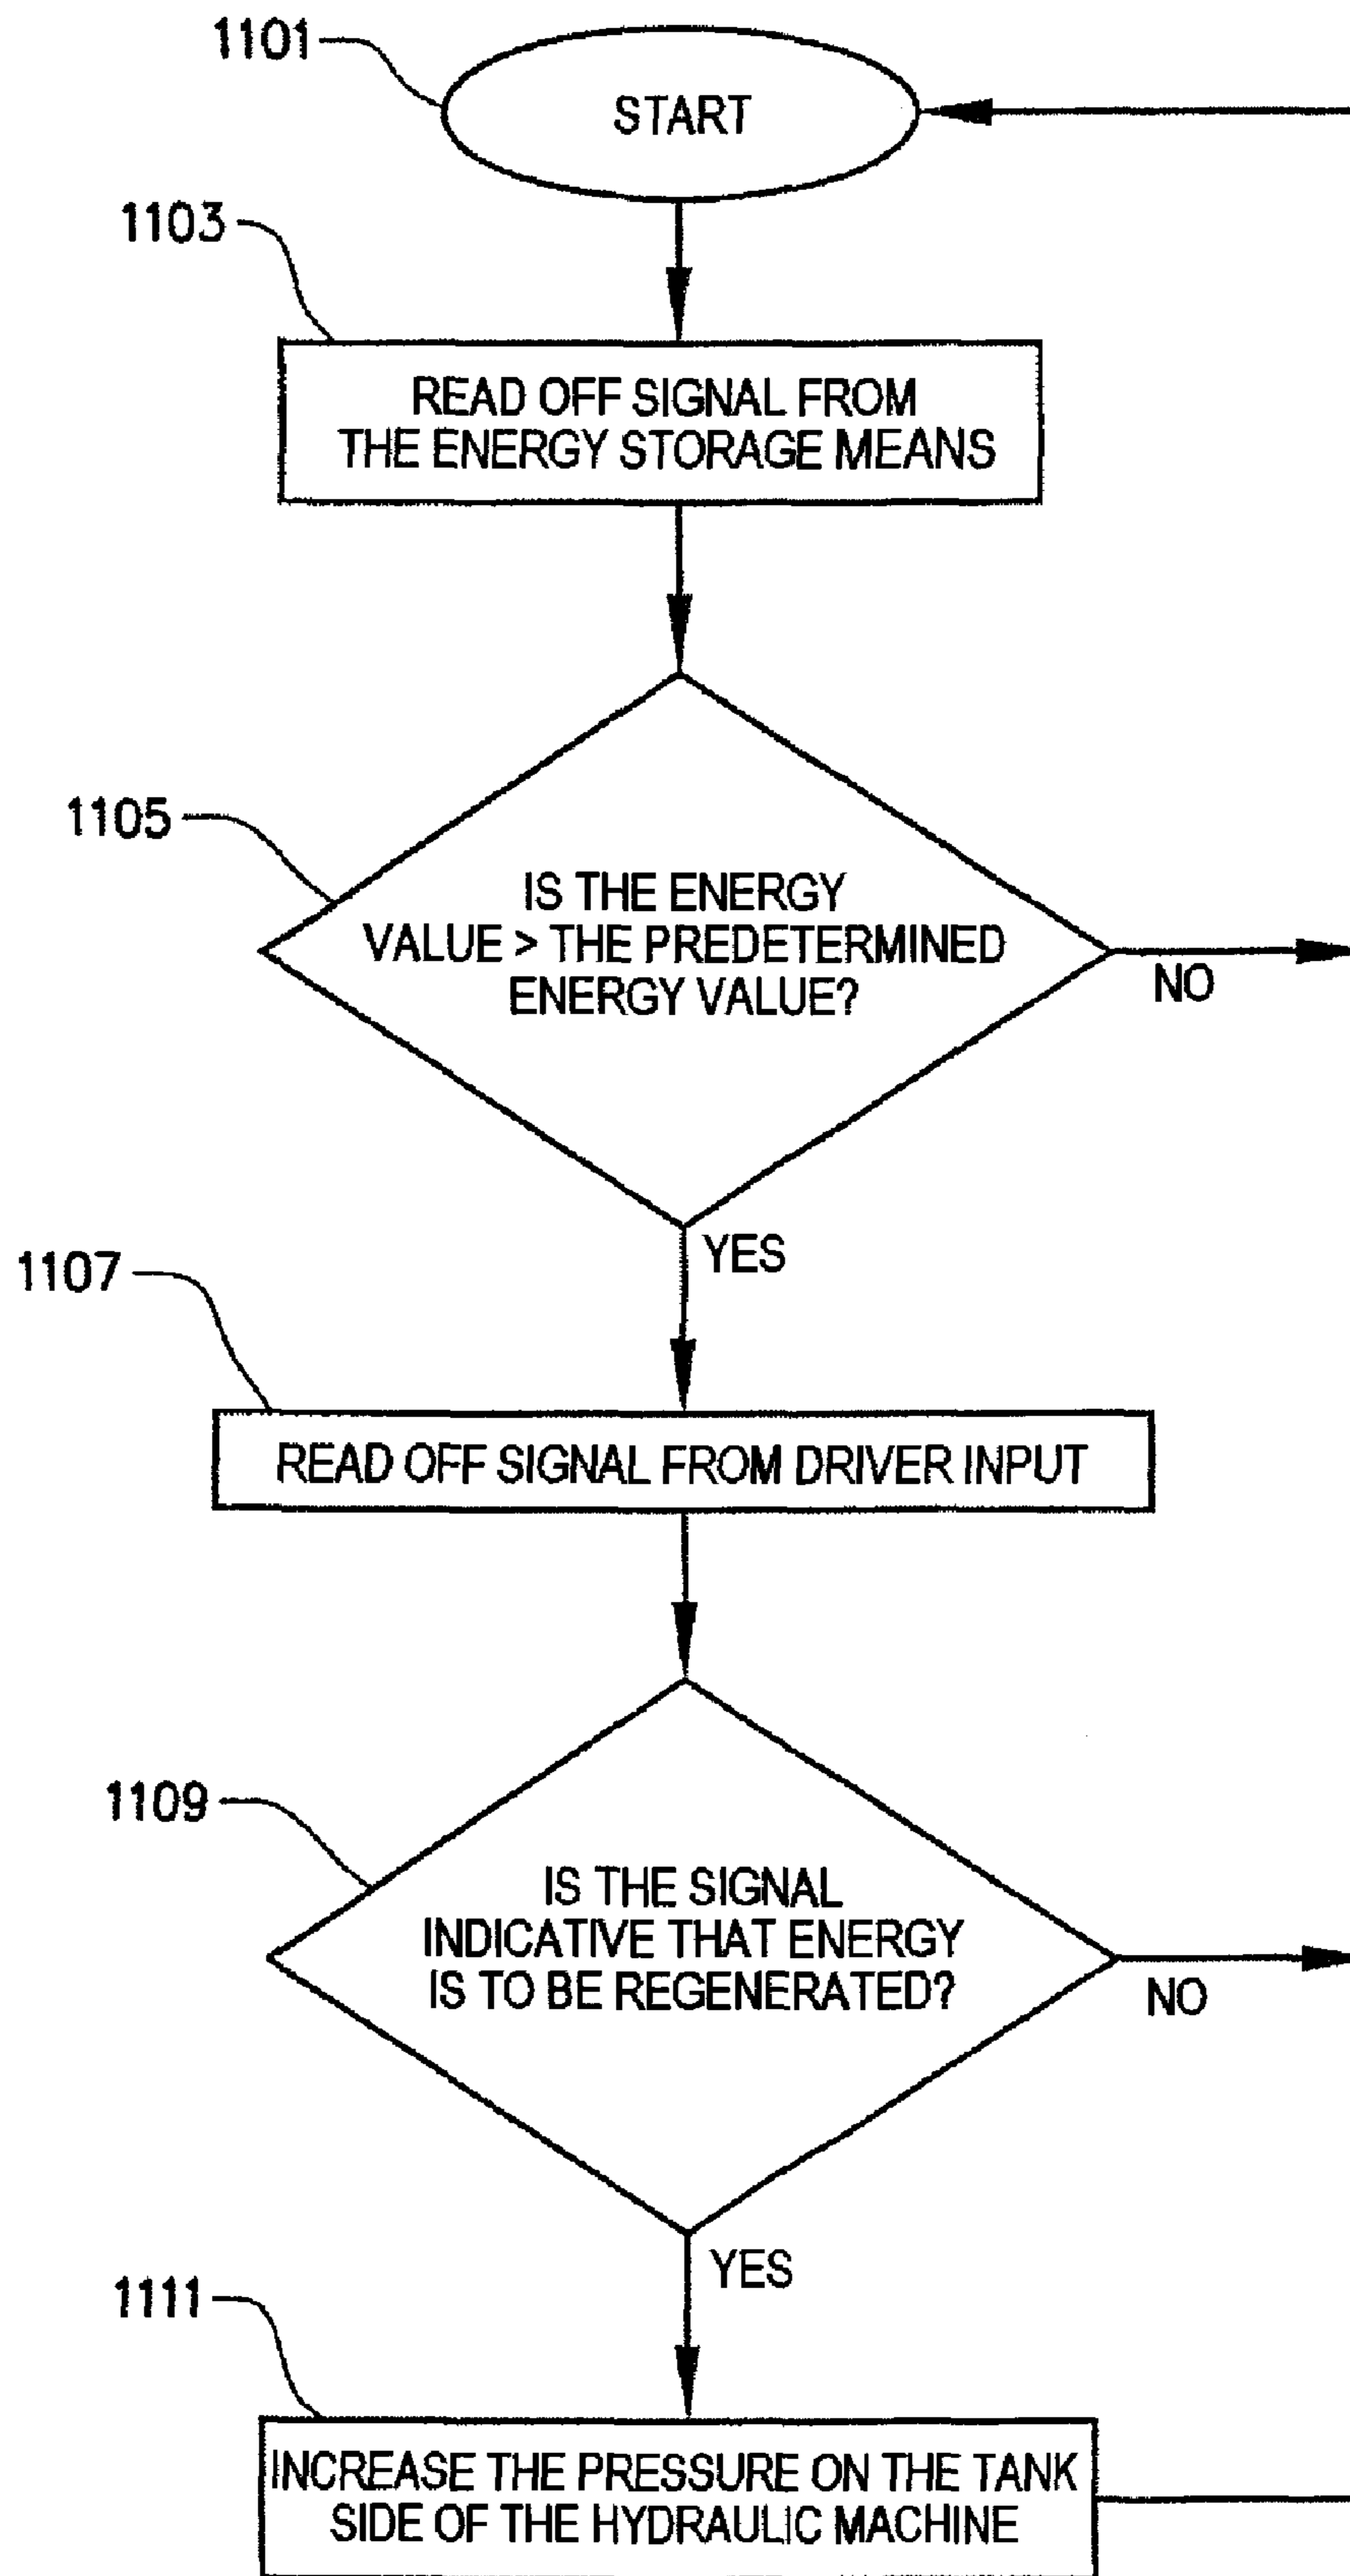 1101
START
1103
READ OFF SIGNAL FROM
THE ENERGY STORAGE MEANS
1105
IS THE ENERGY
VALUE > THE PREDETERMINED
ENERGY VALUE?
NO
YES
1107
READ OFF SIGNAL FROM DRIVER INPUT
1109
IS THE SIGNAL
INDICATIVE THAT ENERGY
IS TO BE REGENERATED?
NO
YES
1111
INCREASE THE PRESSURE ON THE TANK
SIDE OF THE HYDRAULIC MACHINE